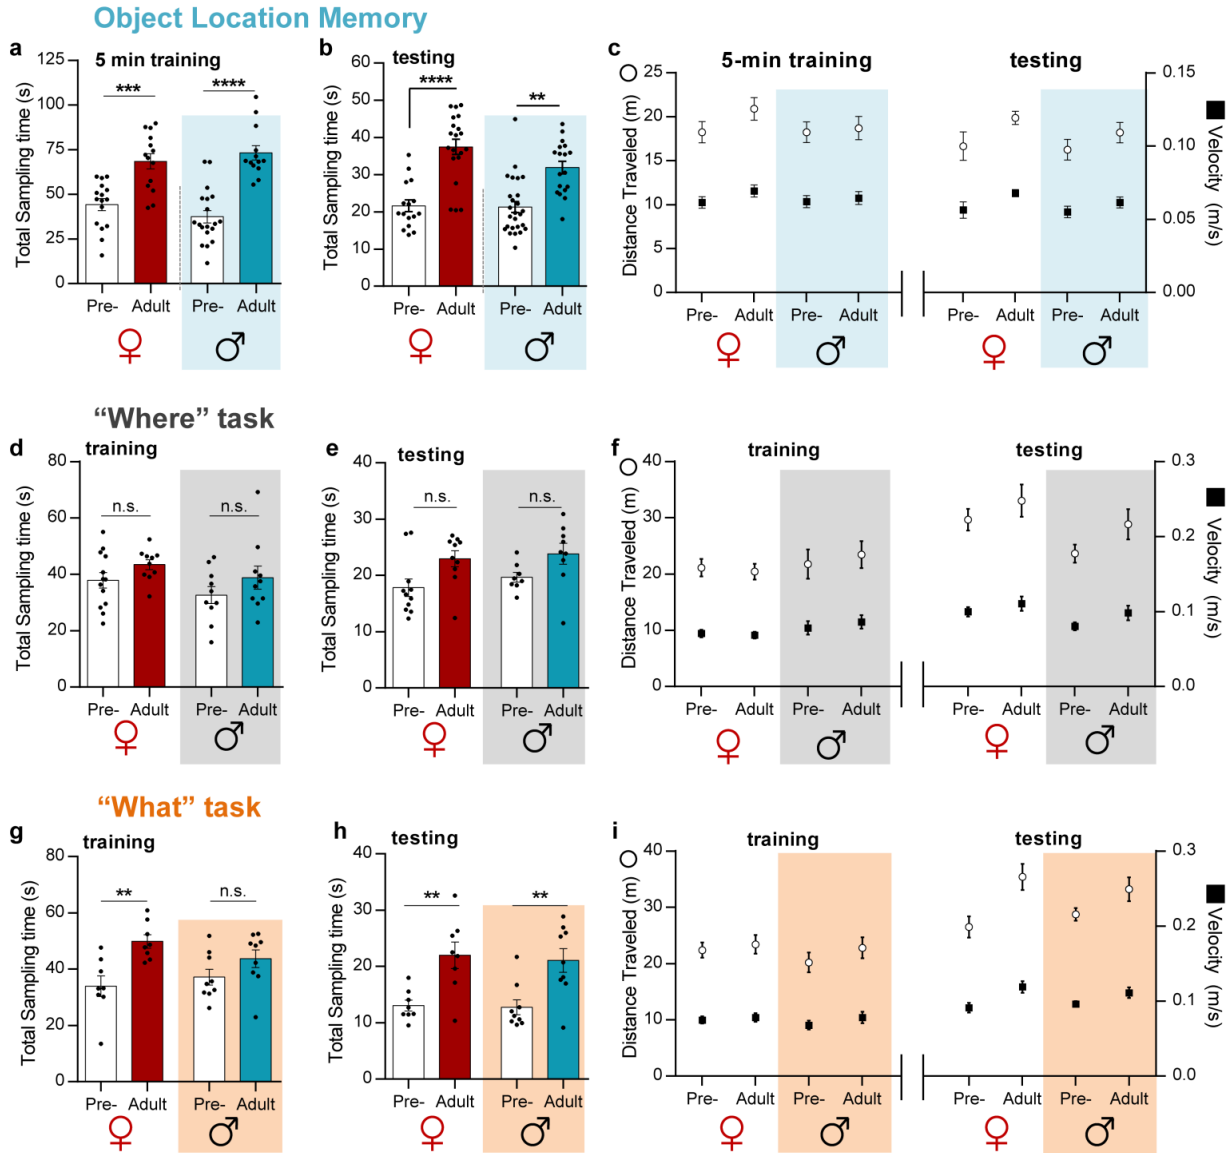 Object Location Memory
a
5 min training
Total Sampling time (s)
125
100
75
50
25
0
***
****
Pre- Adult Pre- Adult
♀ ♂
b
testing
Total Sampling time (s)
60
50
40
30
20
10
0
****
**
Pre- Adult Pre- Adult
♀ ♂
c
5-min training testing
Distance Traveled (m)
25
20
15
10
5
0
0.15
0.10
0.05
0.00
Velocity (m/s)
Pre- Adult Pre- Adult Pre- Adult Pre- Adult
♀ ♂ ♀ ♂
“Where” task
d
training
Total Sampling time (s)
80
60
40
20
0
n.s. n.s.
Pre- Adult Pre- Adult
♀ ♂
e
testing
Total Sampling time (s)
40
30
20
10
0
n.s. n.s.
Pre- Adult Pre- Adult
♀ ♂
f
training testing
Distance Traveled (m)
40
30
20
10
0
0.3
0.2
0.1
0.0
Velocity (m/s)
Pre- Adult Pre- Adult Pre- Adult Pre- Adult
♀ ♂ ♀ ♂
“What” task
g
training
Total Sampling time (s)
80
60
40
20
0
** n.s.
Pre- Adult Pre- Adult
♀ ♂
h
testing
Total Sampling time (s)
40
30
20
10
0
** **
Pre- Adult Pre- Adult
♀ ♂
i
training testing
Distance Traveled (m)
40
30
20
10
0
0.3
0.2
0.1
0.0
Velocity (m/s)
Pre- Adult Pre- Adult Pre- Adult Pre- Adult
♀ ♂ ♀ ♂